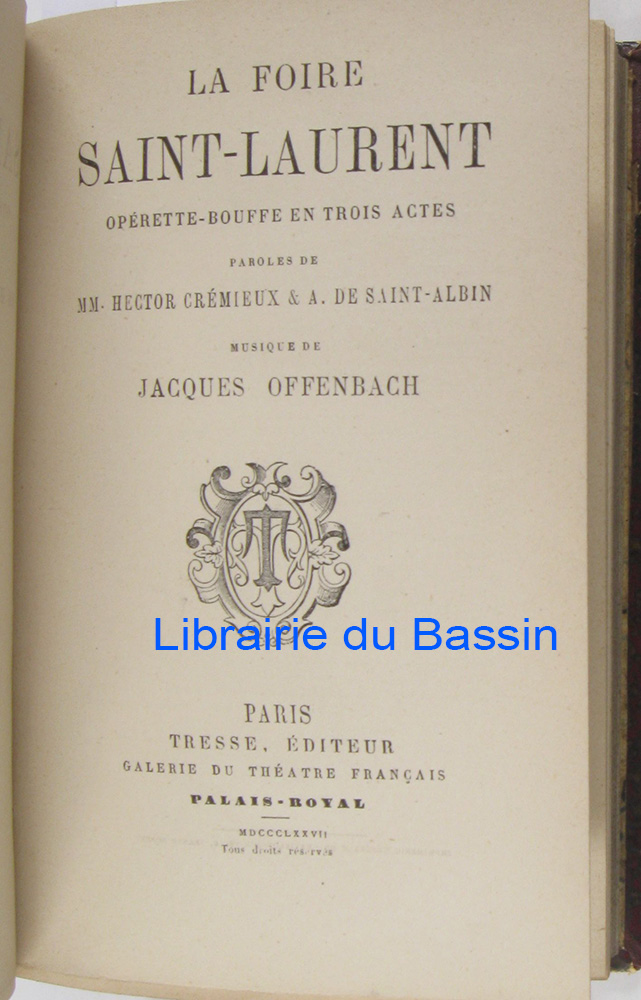 LA FOIRE
SAINT-LAURENT
OPÉRETTE-BOUFFE EN TROIS ACTES
PAROLES DE
MM. HECTOR CRÉMIEUX & A. DE SAINT-ALBIN
MUSIQUE DE
JACQUES OFFENBACH
T
Librairie du Bassin
PARIS
TRESSE, ÉDITEUR
GALERIE DU THÉATRE FRANÇAIS
PALAIS-ROYAL
MDCCCLXXVII
Tous droits réservés